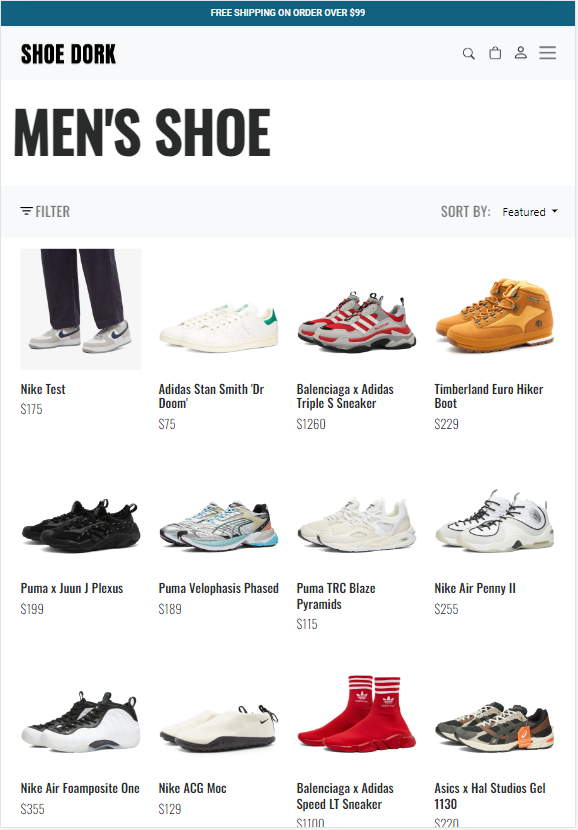 FREE SHIPPING ON ORDER OVER $99
SHOE DORK
MEN'S SHOE
FILTER
SORT BY: Featured
Nike Test
$175
Adidas Stan Smith 'Dr
Doom'
$75
Balenciaga x Adidas
Triple S Sneaker
$1260
Timberland Euro Hiker
Boot
$229
Puma x Juun J Plexus
$199
Puma Velophasis Phased
$189
Puma TRC Blaze
Pyramids
$115
Nike Air Penny II
$255
Nike Air Foamposite One
$355
Nike ACG Moc
$129
Balenciaga x Adidas
Speed LT Sneaker
$1100
Asics x Hal Studios Gel
1130
$220